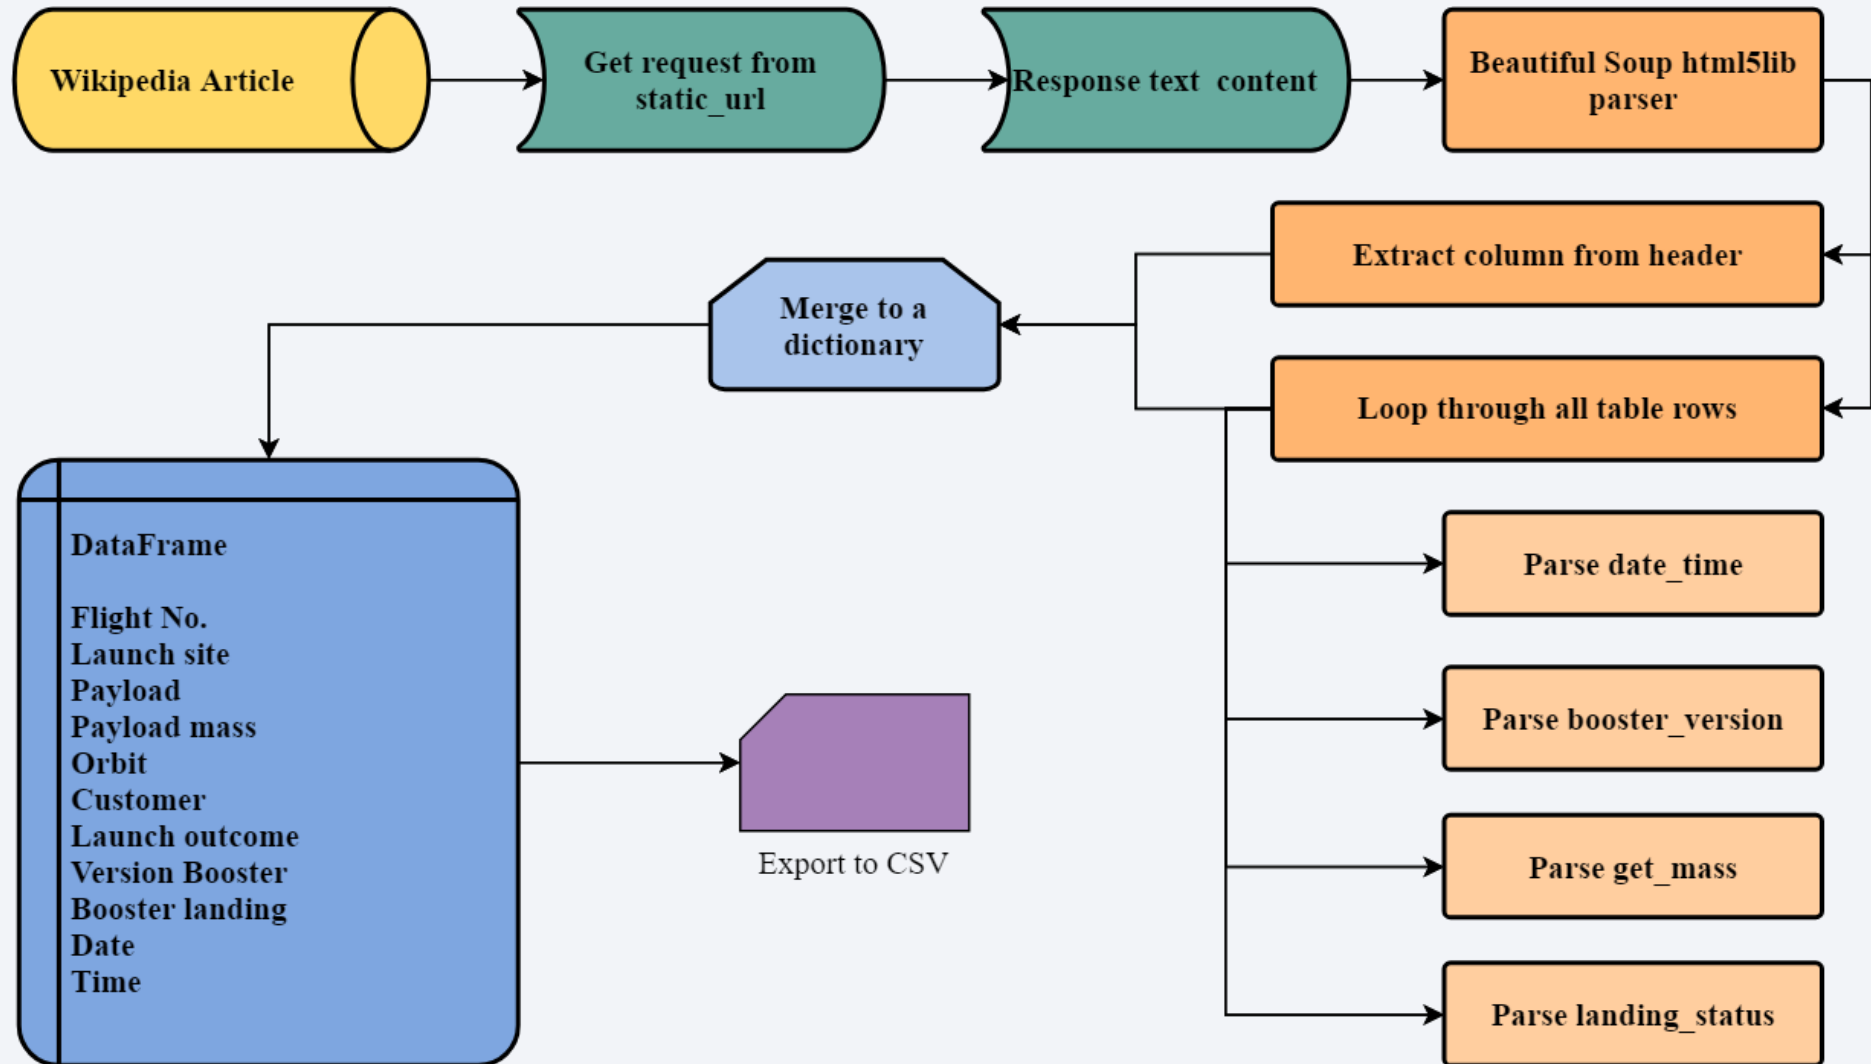 Wikipedia Article
Get request from
static_url
Response text  content
Beautiful Soup html5lib
parser
Extract column from header
Merge to a
dictionary
Loop through all table rows
DataFrame
Flight No.
Launch site
Payload
Payload mass
Orbit
Customer
Launch outcome
Version Booster
Booster landing
Date
Time
Export to CSV
Parse date_time
Parse booster_version
Parse get_mass
Parse landing_status